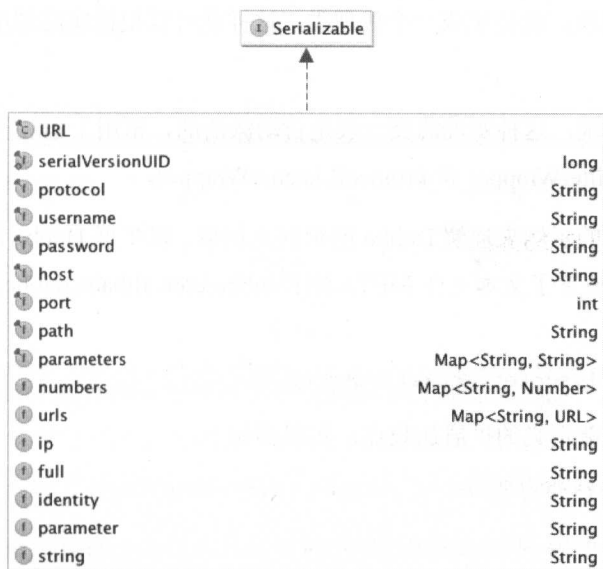 Serializable
URL
serialVersionUID long
protocol String
username String
password String
host String
port int
path String
parameters Map<String, String>
numbers Map<String, Number>
urls Map<String, URL>
ip String
full String
identity String
parameter String
string String